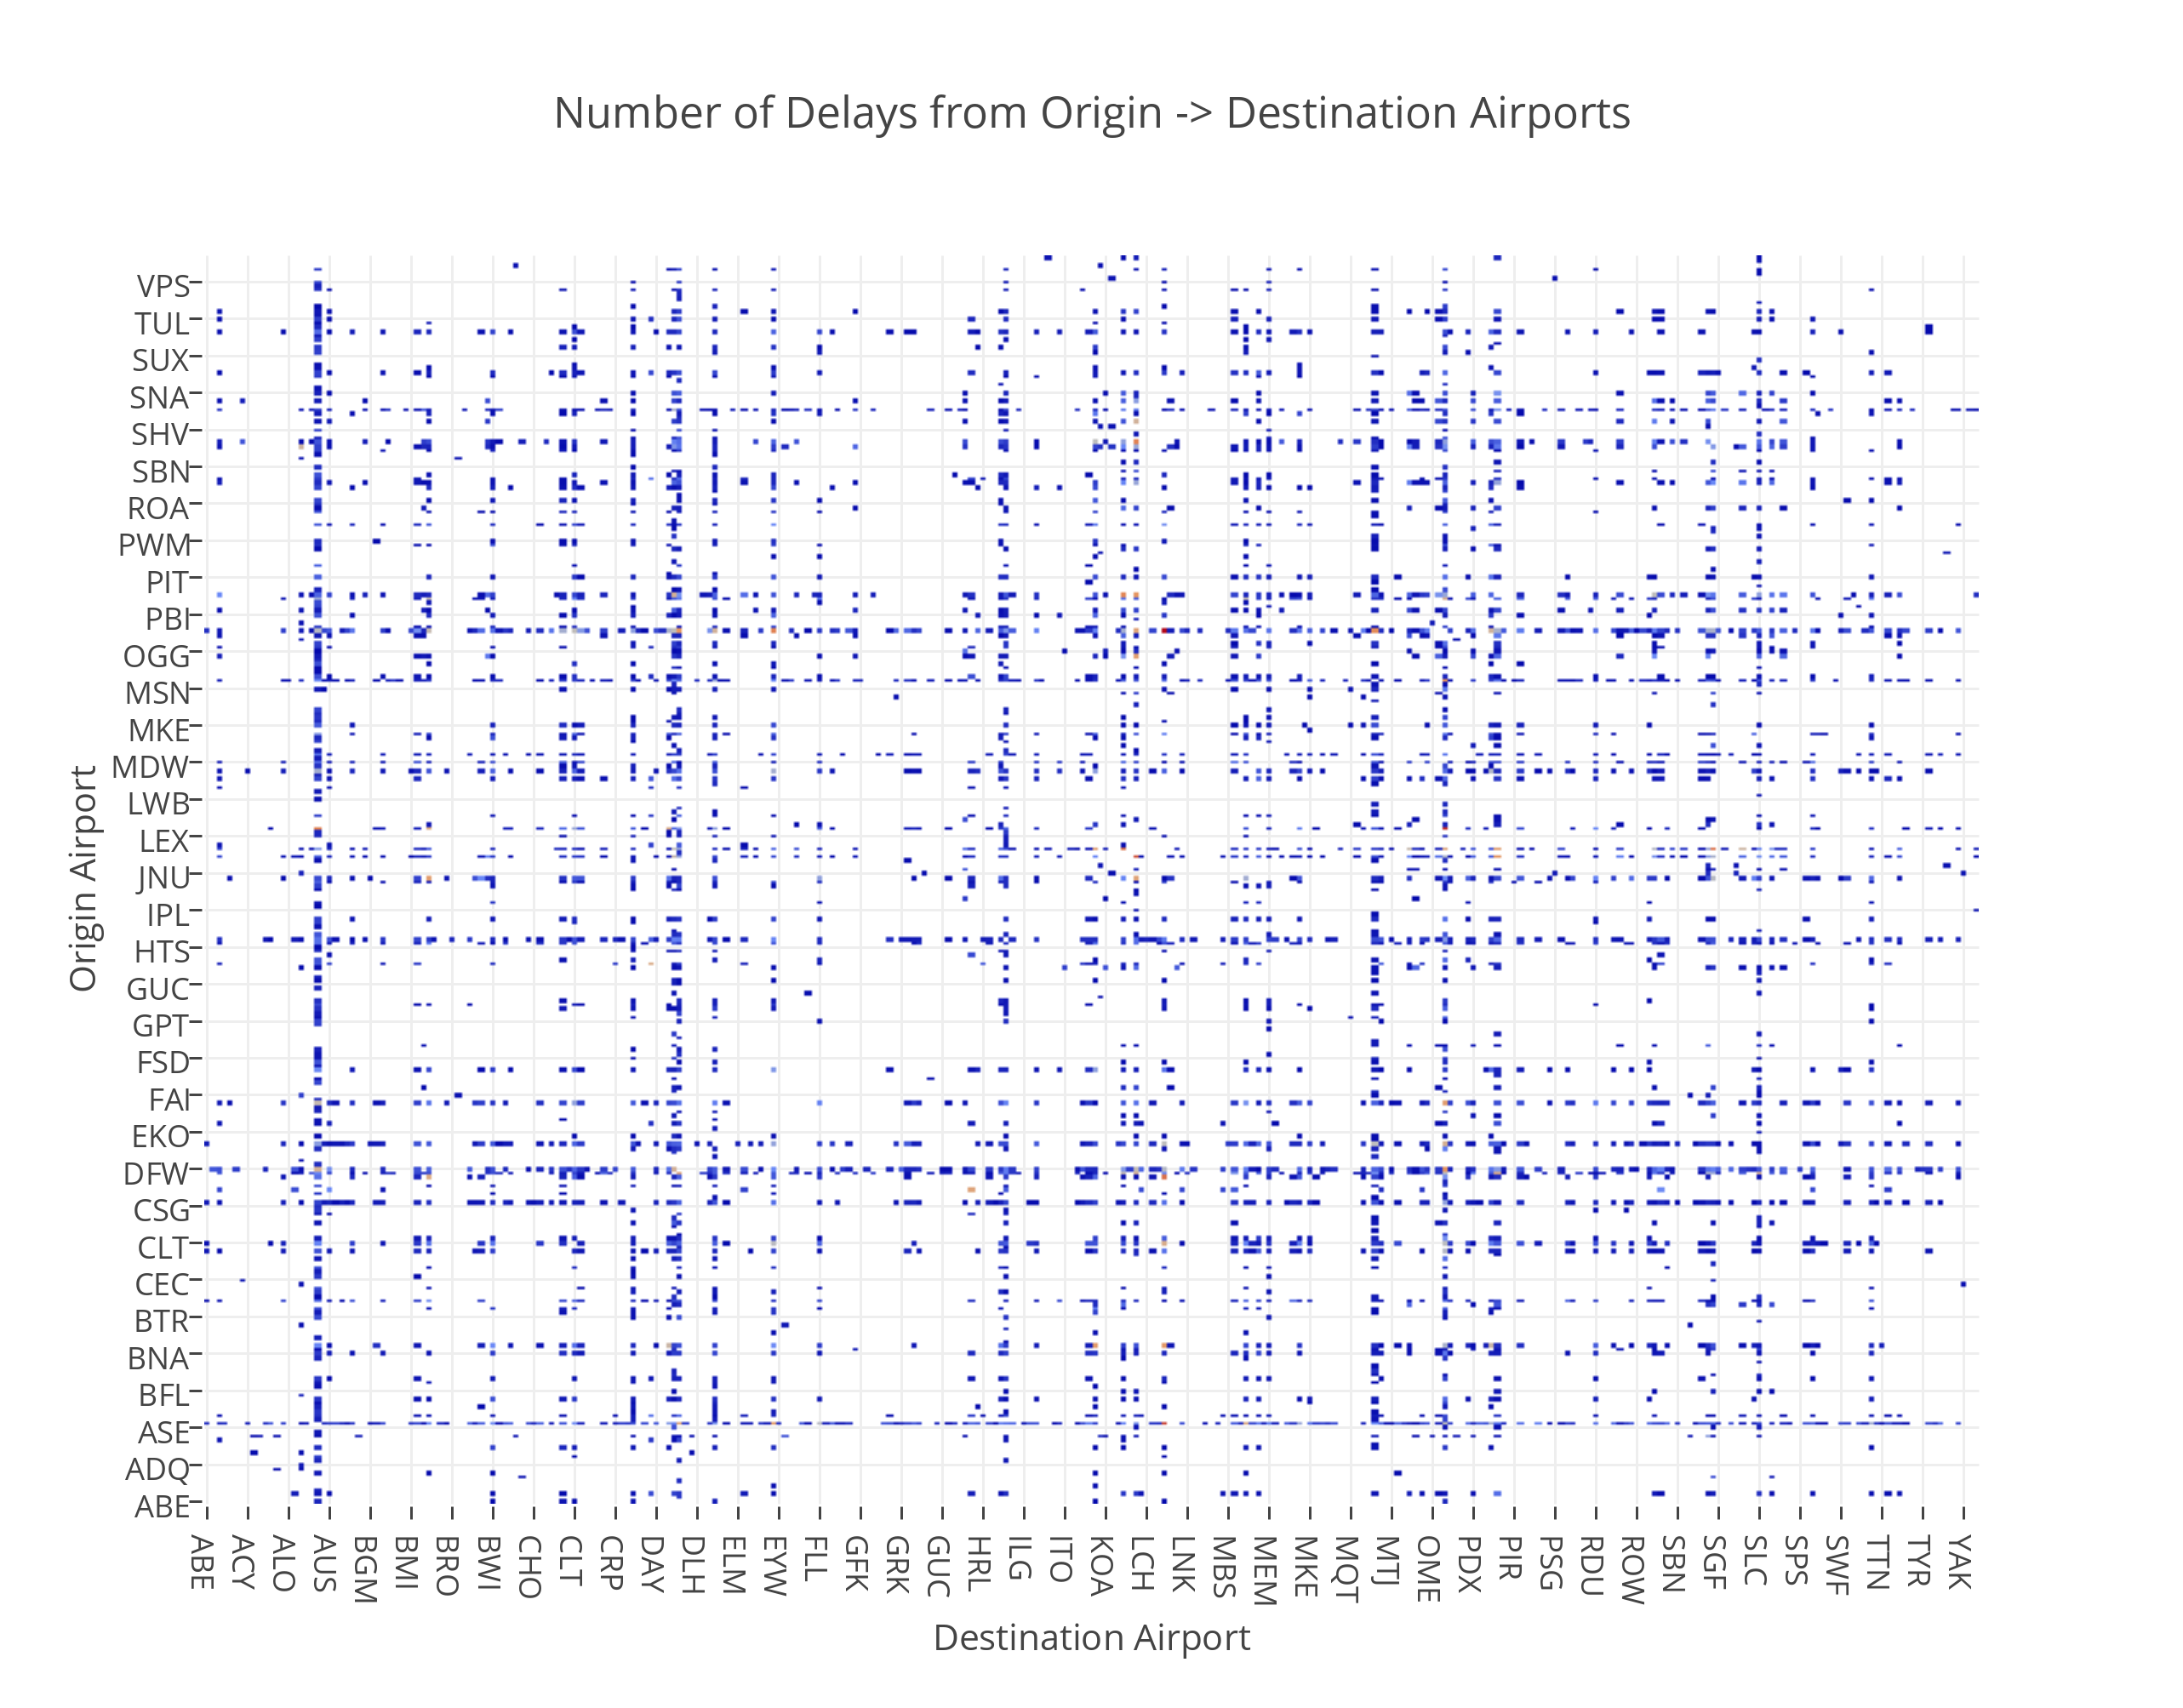 Number of Delays from Origin -> Destination Airports
VPS
TUL
SUX
SNA
SHV
SBN
ROA
PWM
PIT
PBI
OGG
MSN
MKE
MDW
LWB
LEX
JNU
IPL
HTS
GUC
GPT
FSD
FAI
EKO
DFW
CSG
CLT
CEC
BTR
BNA
BFL
ASE
ADQ
ABE
Origin Airport
ABE
ACY
ALO
AUS
BGM
BMI
BRO
BWI
CHO
CLT
CRP
DAY
DLH
ELM
EYW
FLL
GFK
GRK
GUC
HRL
ILG
ITO
KOA
LCH
LNK
MBS
MEM
MKE
MQT
MTJ
OME
PDX
PIR
PSG
RDU
ROW
SBN
SGF
SLC
SPS
SWF
TTN
TYR
YAK
Destination Airport